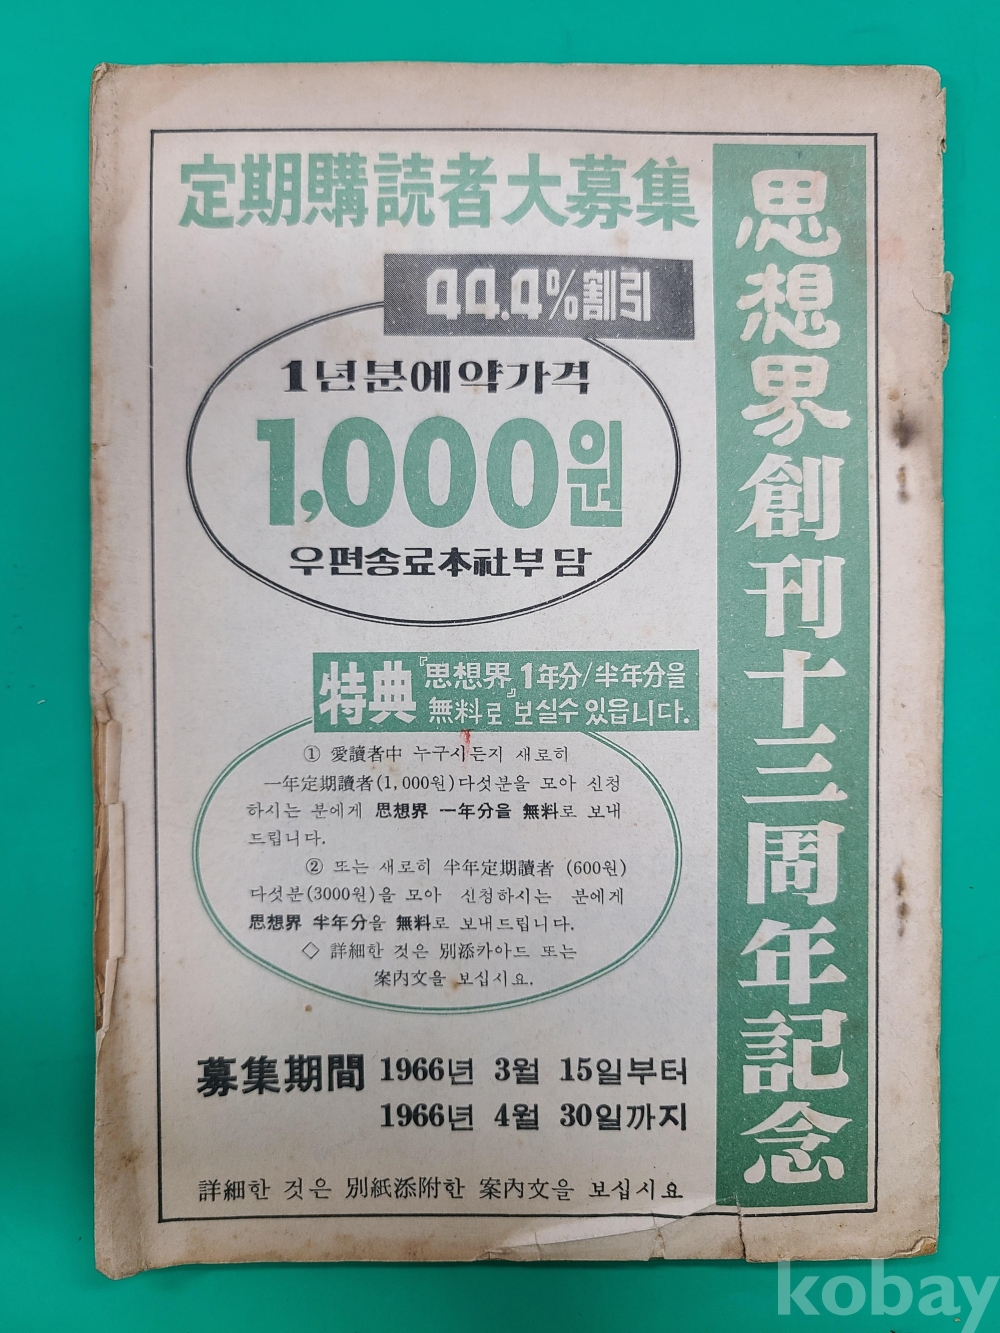 思想界創刊十三周年記念
定期購読者大募集
44.4%割引
1년분예약가격
1,000원
우편송료本社부담
特典
『思想界』1年分/半年分을
無料로 보실수 있읍니다.
① 愛讀者中 누구시든지 새로히
一年定期讀者(1,000원)다섯분을 모아 신청
하시는 분에게 思想界 一年分을 無料로 보내
드립니다.
② 또는 새로히 半年定期讀者 (600원)
다섯분(3000원)을 모아 신청하시는 분에게
思想界 半年分을 無料로 보내드립니다.
◇ 詳細한 것은 別添카아드 또는
案內文을 보십시요.
募集期間 1966년 3월 15일부터
1966년 4월 30일까지
詳細한 것은 別紙添附한 案內文을 보십시요
kobay